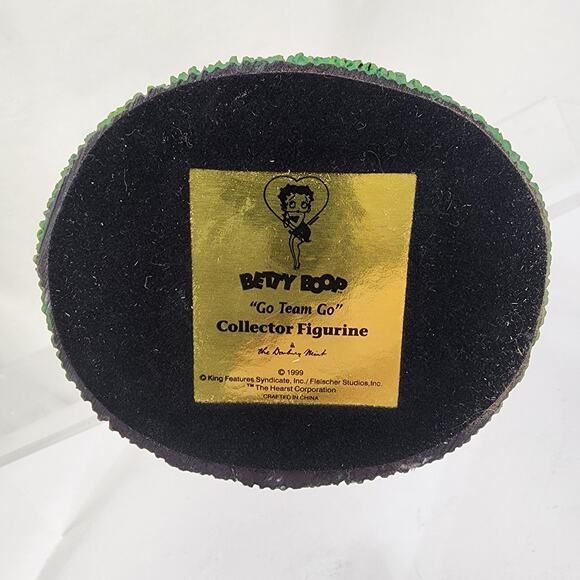 BETTY BOOP™
"Go Team Go"
Collector Figurine
the Danbury Mint
© 1999
© King Features Syndicate, Inc./ Fleischer Studios, Inc.
™ The Hearst Corporation
CRAFTED IN CHINA